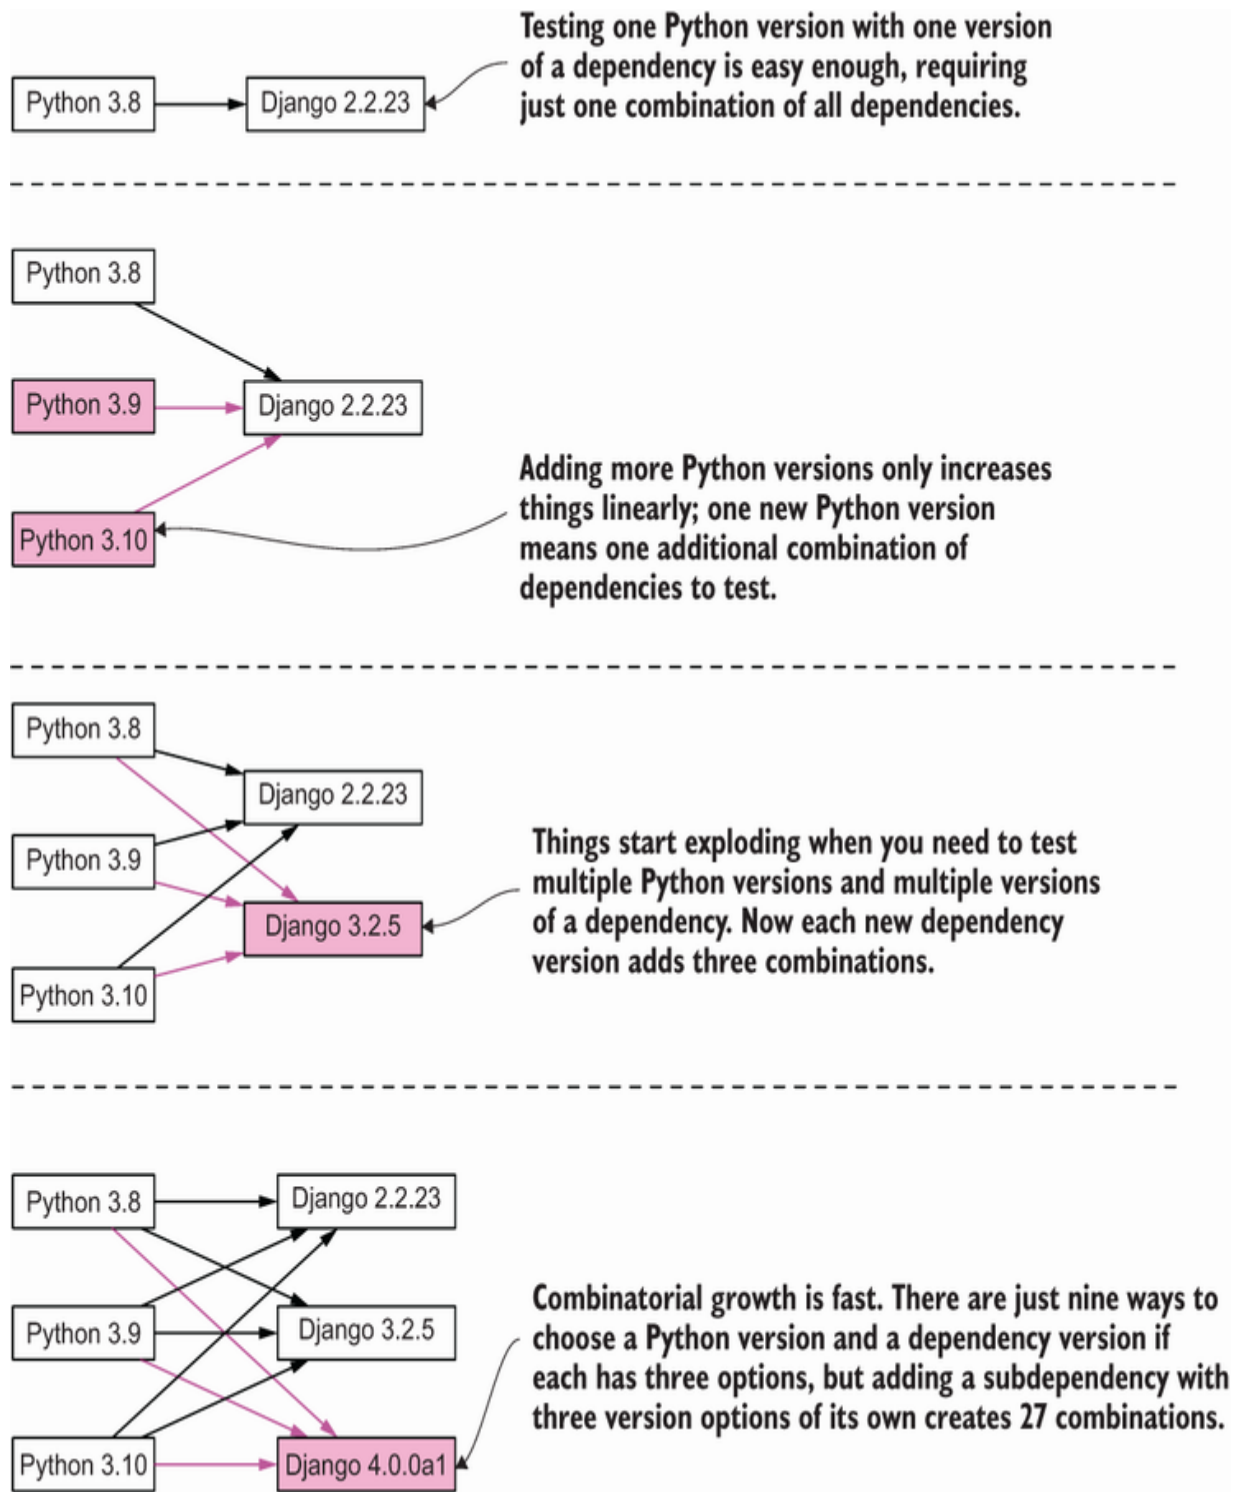 Testing one Python version with one version
of a dependency is easy enough, requiring
just one combination of all dependencies.
Python 3.8
Django 2.2.23
Python 3.8
Python 3.9
Django 2.2.23
Python 3.10
Adding more Python versions only increases
things linearly; one new Python version
means one additional combination of
dependencies to test.
Python 3.8
Django 2.2.23
Python 3.9
Django 3.2.5
Python 3.10
Things start exploding when you need to test
multiple Python versions and multiple versions
of a dependency. Now each new dependency
version adds three combinations.
Python 3.8
Django 2.2.23
Python 3.9
Django 3.2.5
Python 3.10
Django 4.0.0a1
Combinatorial growth is fast. There are just nine ways to
choose a Python version and a dependency version if
each has three options, but adding a subdependency with
three version options of its own creates 27 combinations.